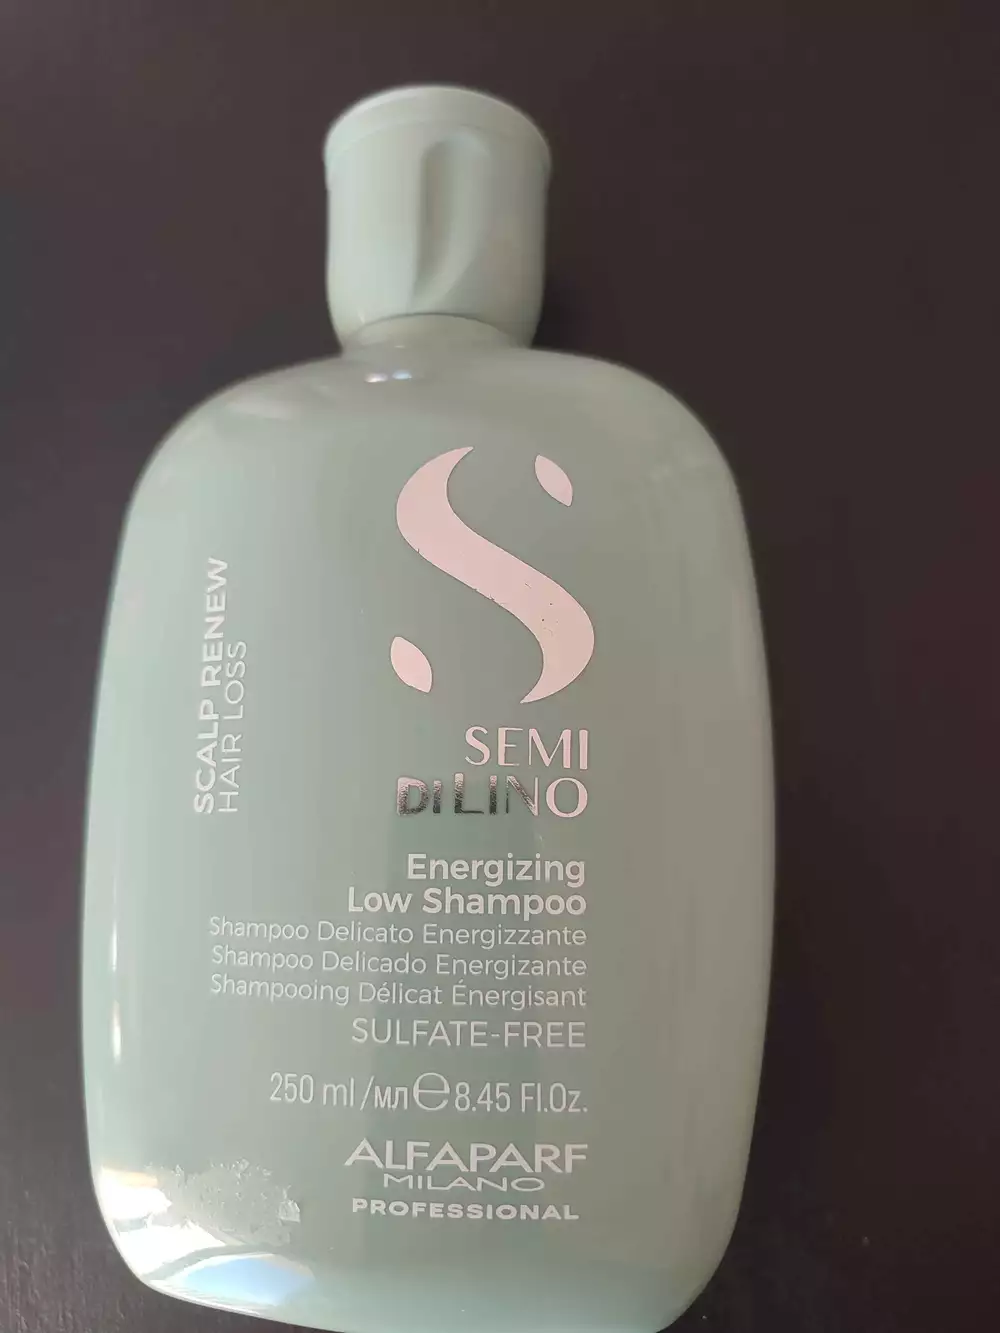 SCALP RENEW
HAIR LOSS
SEMI
DI LINO
Energizing
Low Shampoo
Shampoo Delicato Energizzante
Shampoo Delicado Energizante
Shampooing Délicat Énergisant
SULFATE-FREE
250 ml/мл ℮ 8.45 Fl.Oz.
ALFAPARF
MILANO
PROFESSIONAL